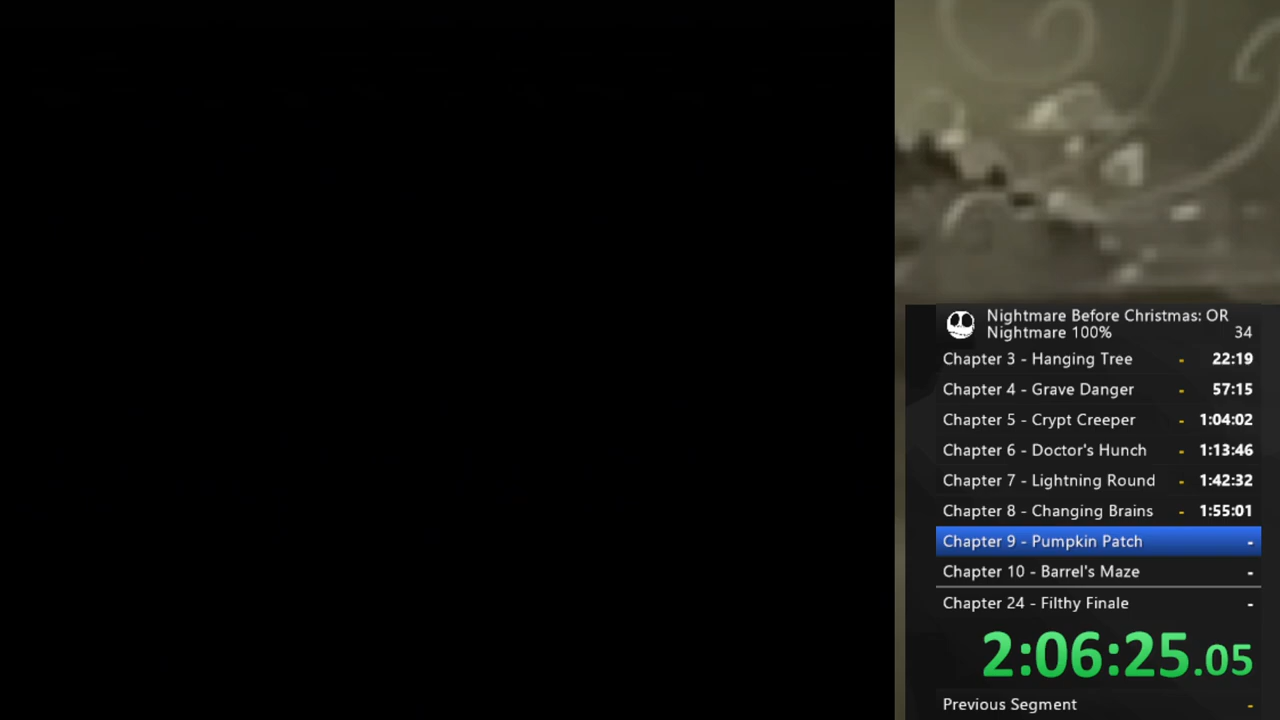 Nightmare Before Christmas: OR
Nightmare 100% 34
Chapter 3 - Hanging Tree - 22:19
Chapter 4 - Grave Danger - 57:15
Chapter 5 - Crypt Creeper - 1:04:02
Chapter 6 - Doctor's Hunch - 1:13:46
Chapter 7 - Lightning Round - 1:42:32
Chapter 8 - Changing Brains - 1:55:01
Chapter 9 - Pumpkin Patch -
Chapter 10 - Barrel's Maze -
Chapter 24 - Filthy Finale -
2:06:25.05
Previous Segment -